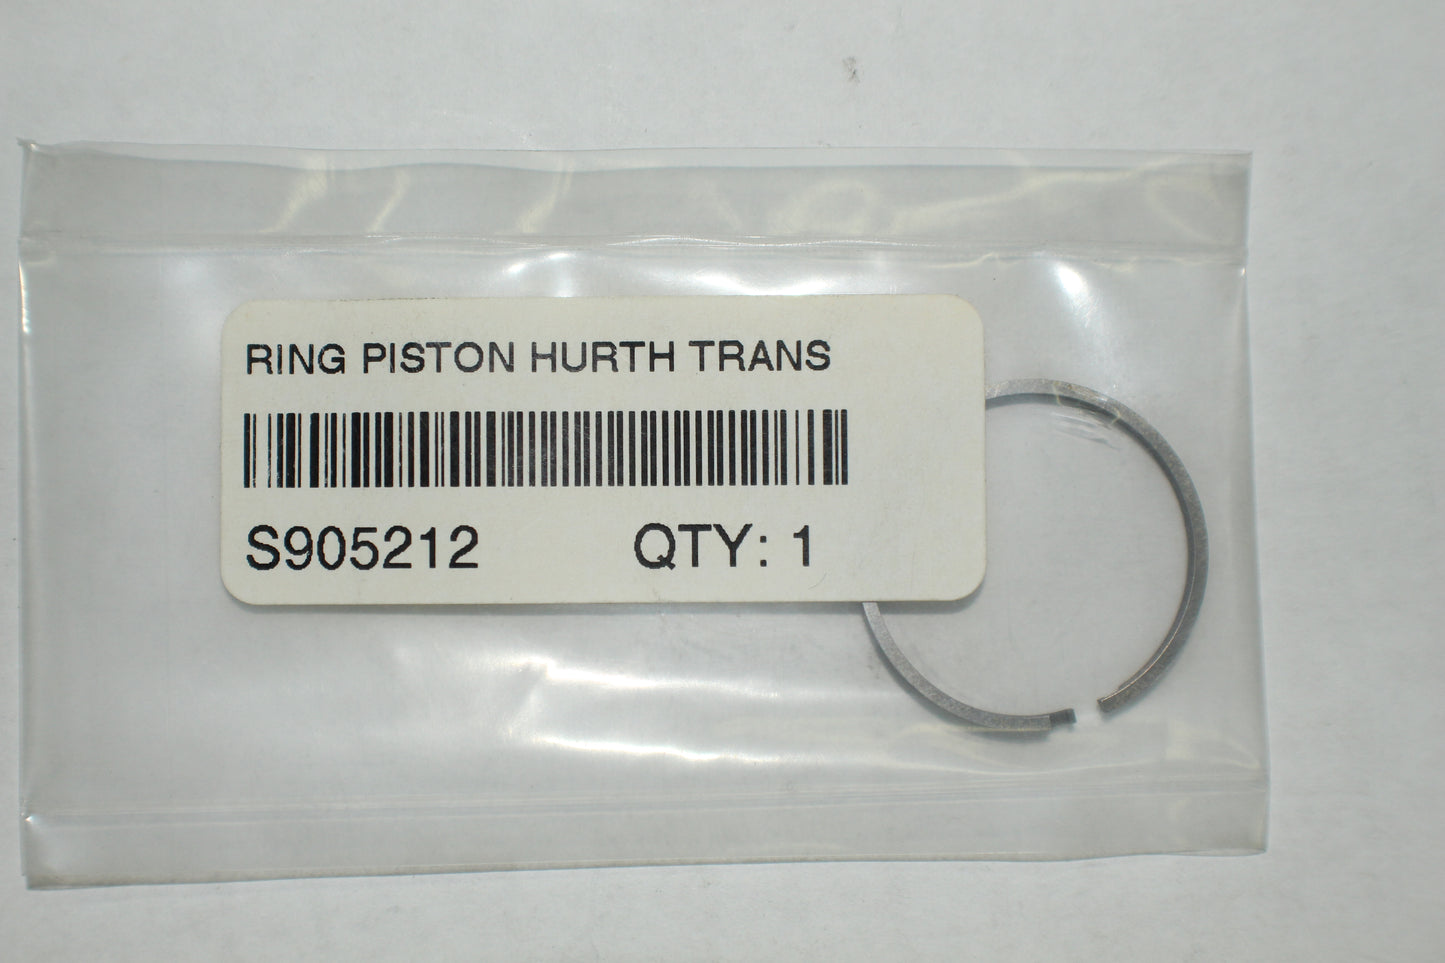 RING PISTON HURTH TRANS
S905212 QTY: 1